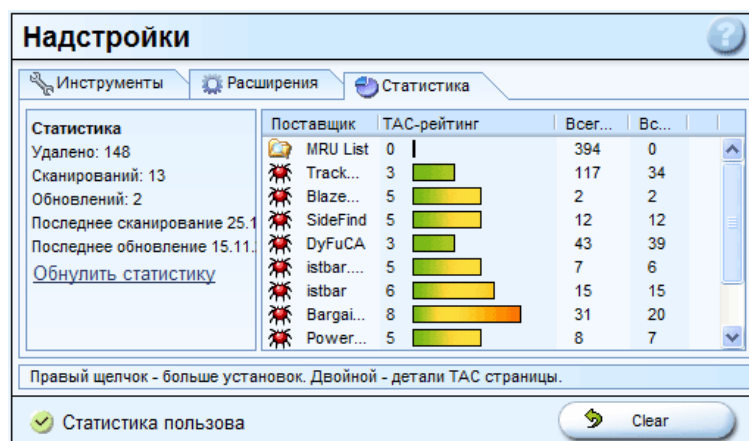 Надстройки
Инструменты Расширения Статистика
Статистика
Удалено: 148
Сканирований: 13
Обновлений: 2
Последнее сканирование 25.1
Последнее обновление 15.11.
Обнулить статистику
Поставщик ТАС-рейтинг Всег... Вс...
MRU List 0 394 0
Track... 3 117 34
Blaze... 5 2 2
SideFind 5 12 12
DyFuCA 3 43 39
istbar.... 5 7 6
istbar 6 15 15
Bargai... 8 31 20
Power... 5 8 7
Правый щелчок - больше установок. Двойной - детали ТАС страницы.
Статистика пользова
Clear